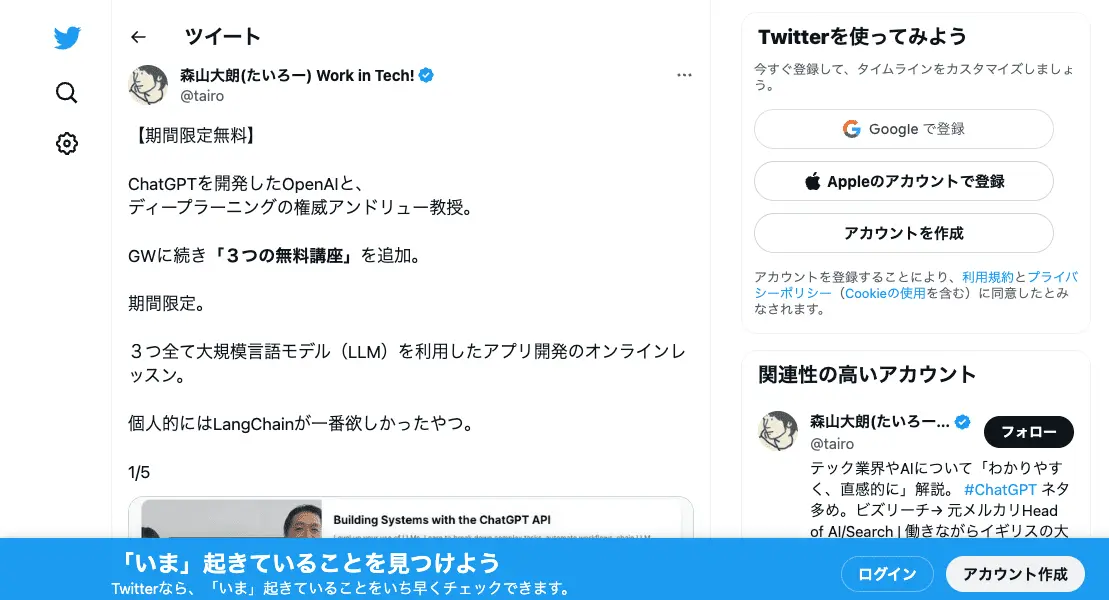 ツイート
森山大朗(たいろー) Work in Tech!
@tairo
【期間限定無料】
ChatGPTを開発したOpenAIと、
ディープラーニングの権威アンドリュー教授。
GWに続き「３つの無料講座」を追加。
期間限定。
３つ全て大規模言語モデル（LLM）を利用したアプリ開発のオンラインレ
ッスン。
個人的にはLangChainが一番欲しかったやつ。
1/5
Building Systems with the ChatGPT API
Twitterを使ってみよう
今すぐ登録して、タイムラインをカスタマイズしましょ
う。
Google で登録
Appleのアカウントで登録
アカウントを作成
アカウントを登録することにより、利用規約とプライバ
シーポリシー（Cookieの使用を含む）に同意したとみ
なされます。
関連性の高いアカウント
森山大朗(たいろー...
@tairo
フォロー
テック業界やAIについて「わかりやす
く、直感的に」解説。 #ChatGPT ネタ
多め。ビズリーチ→ 元メルカリHead
of AI/Search | 働きながらイギリスの大
「いま」起きていることを見つけよう
Twitterなら、「いま」起きていることをいち早くチェックできます。
ログイン
アカウント作成